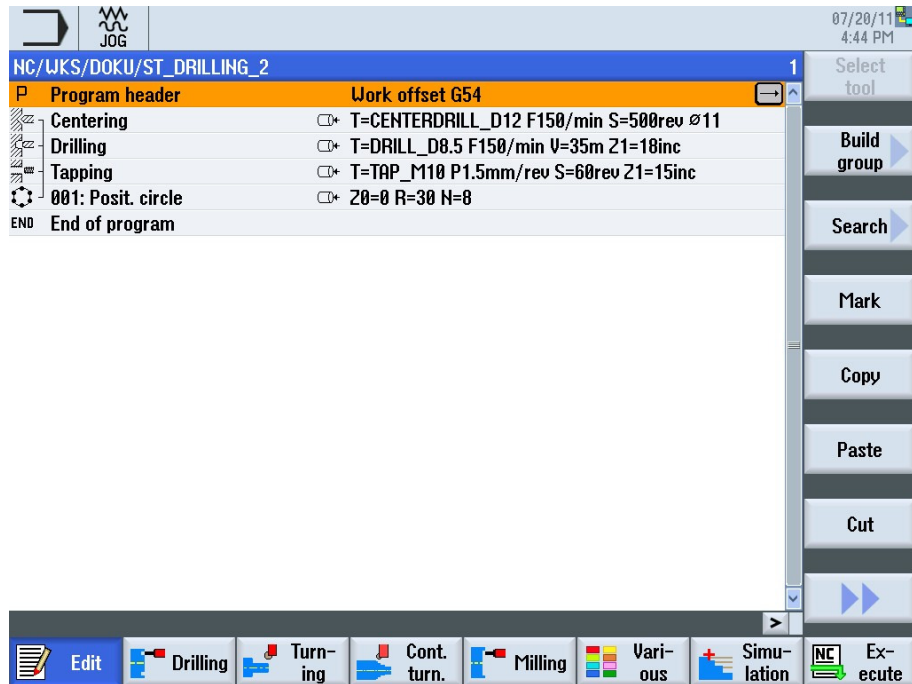 JOG
07/20/11
4:44 PM
NC/WKS/DOKU/ST_DRILLING_2 1
Select tool
P Program header Work offset G54
Centering T=CENTERDRILL_D12 F150/min S=500rev ø11
Drilling T=DRILL_D8.5 F150/min V=35m Z1=18inc
Tapping T=TAP_M10 P1.5mm/rev S=60rev Z1=15inc
001: Posit. circle Z0=0 R=30 N=8
END End of program
Build group
Search
Mark
Copy
Paste
Cut
>
Edit
Drilling
Turn-
ing
Cont.
turn.
Milling
Vari-
ous
Simu-
lation
NC
Ex-
ecute